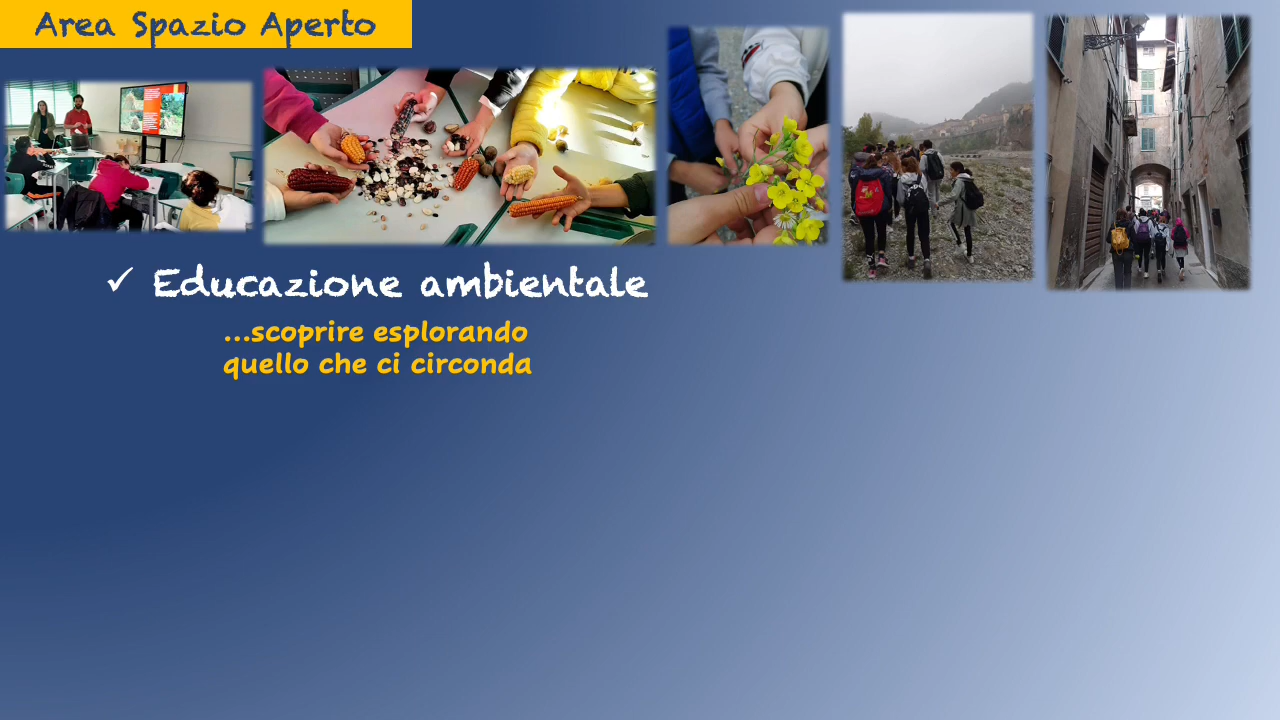 Area Spazio Aperto
✓ Educazione ambientale
...scoprire esplorando
quello che ci circonda